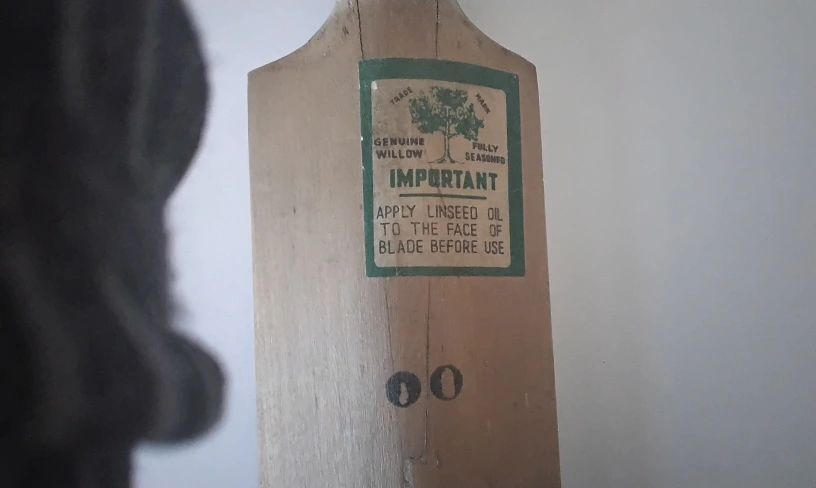 TRADE MARK
A.T.C.
GENUINE
WILLOW
FULLY
SEASONED
IMPORTANT
APPLY LINSEED OIL
TO THE FACE OF
BLADE BEFORE USE
00